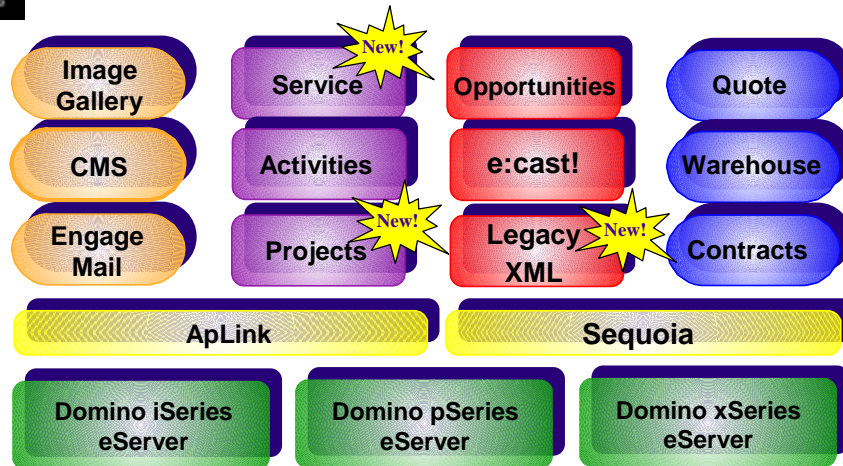 New!
Image
Gallery
Service
Opportunities
Quote
CMS
Activities
e:cast!
Warehouse
New!
New!
Engage
Mail
Projects
Legacy
XML
Contracts
ApLink
Sequoia
Domino iSeries
eServer
Domino pSeries
eServer
Domino xSeries
eServer